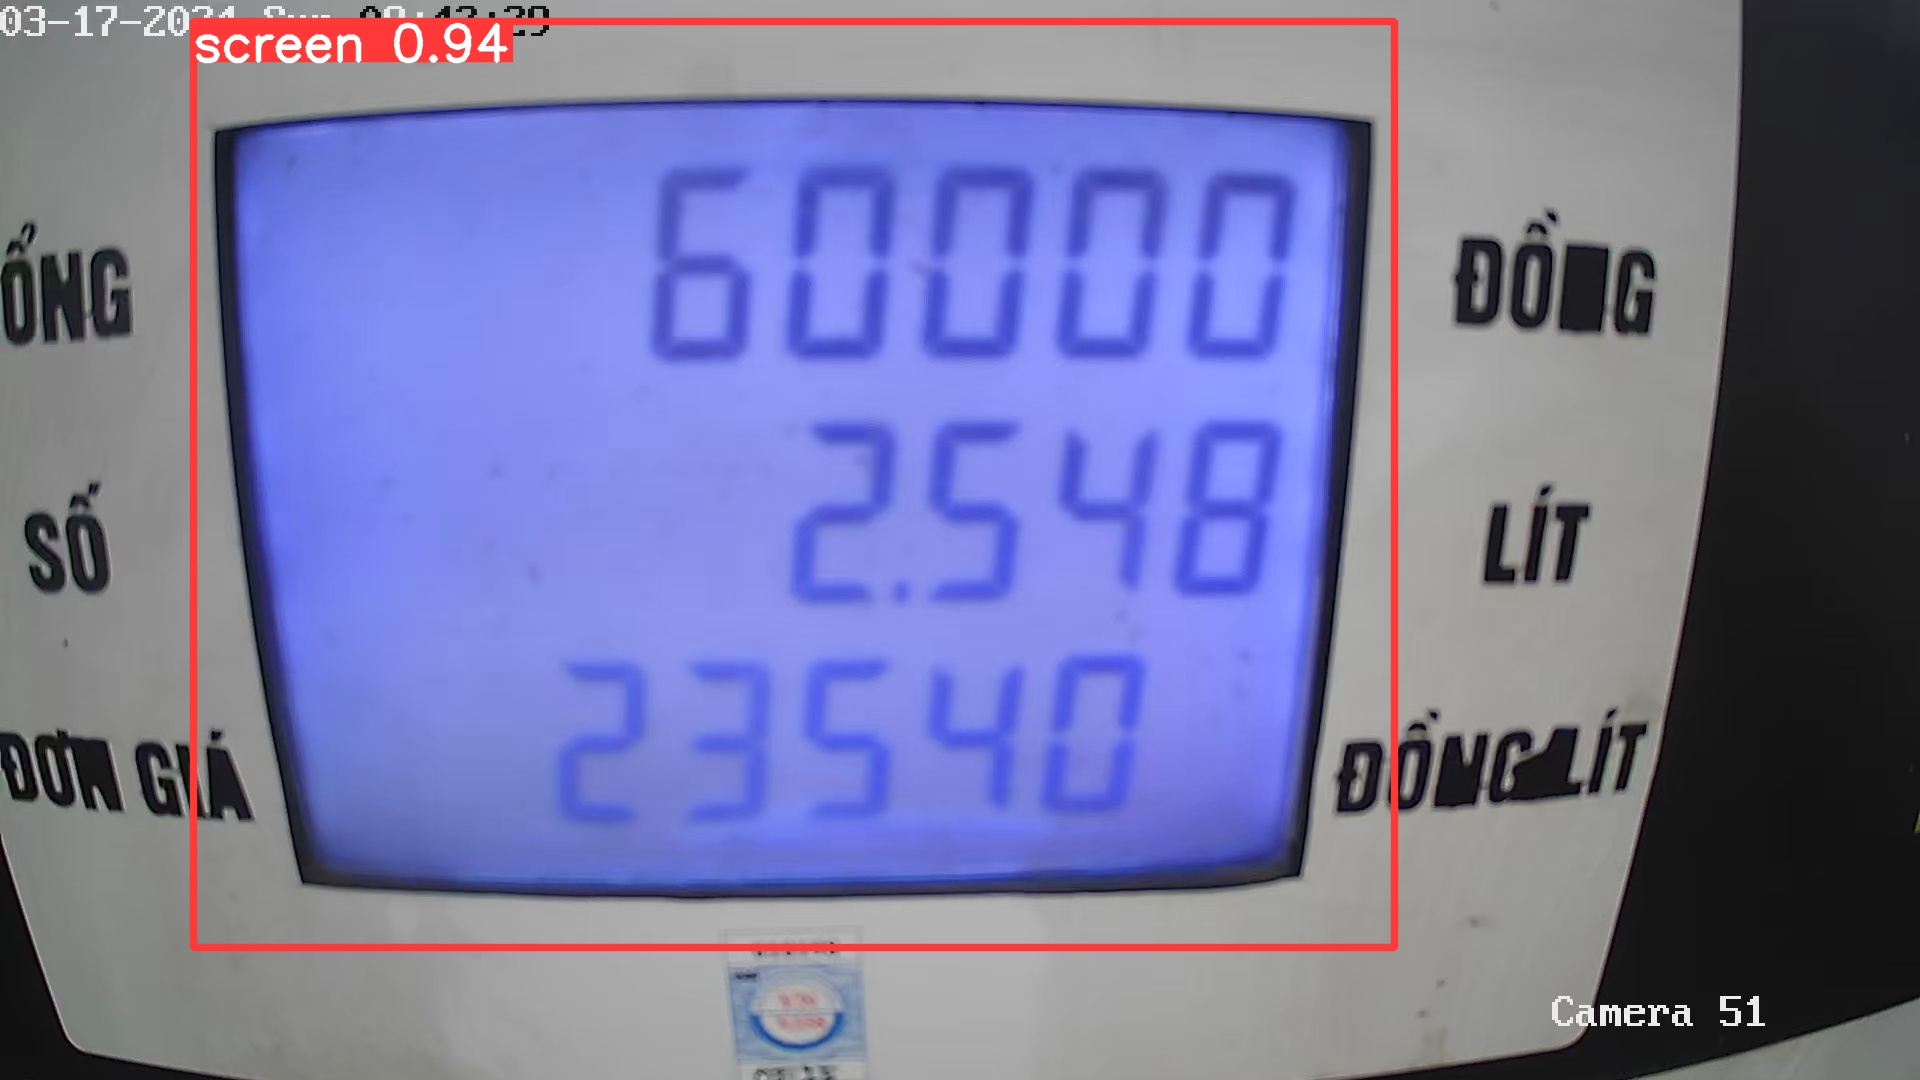 screen 0.94
60000
ỔNG
ĐỒNG
2.548
SỐ
LÍT
23540
ĐƠN GIÁ
ĐỒNG/LÍT
Camera 51